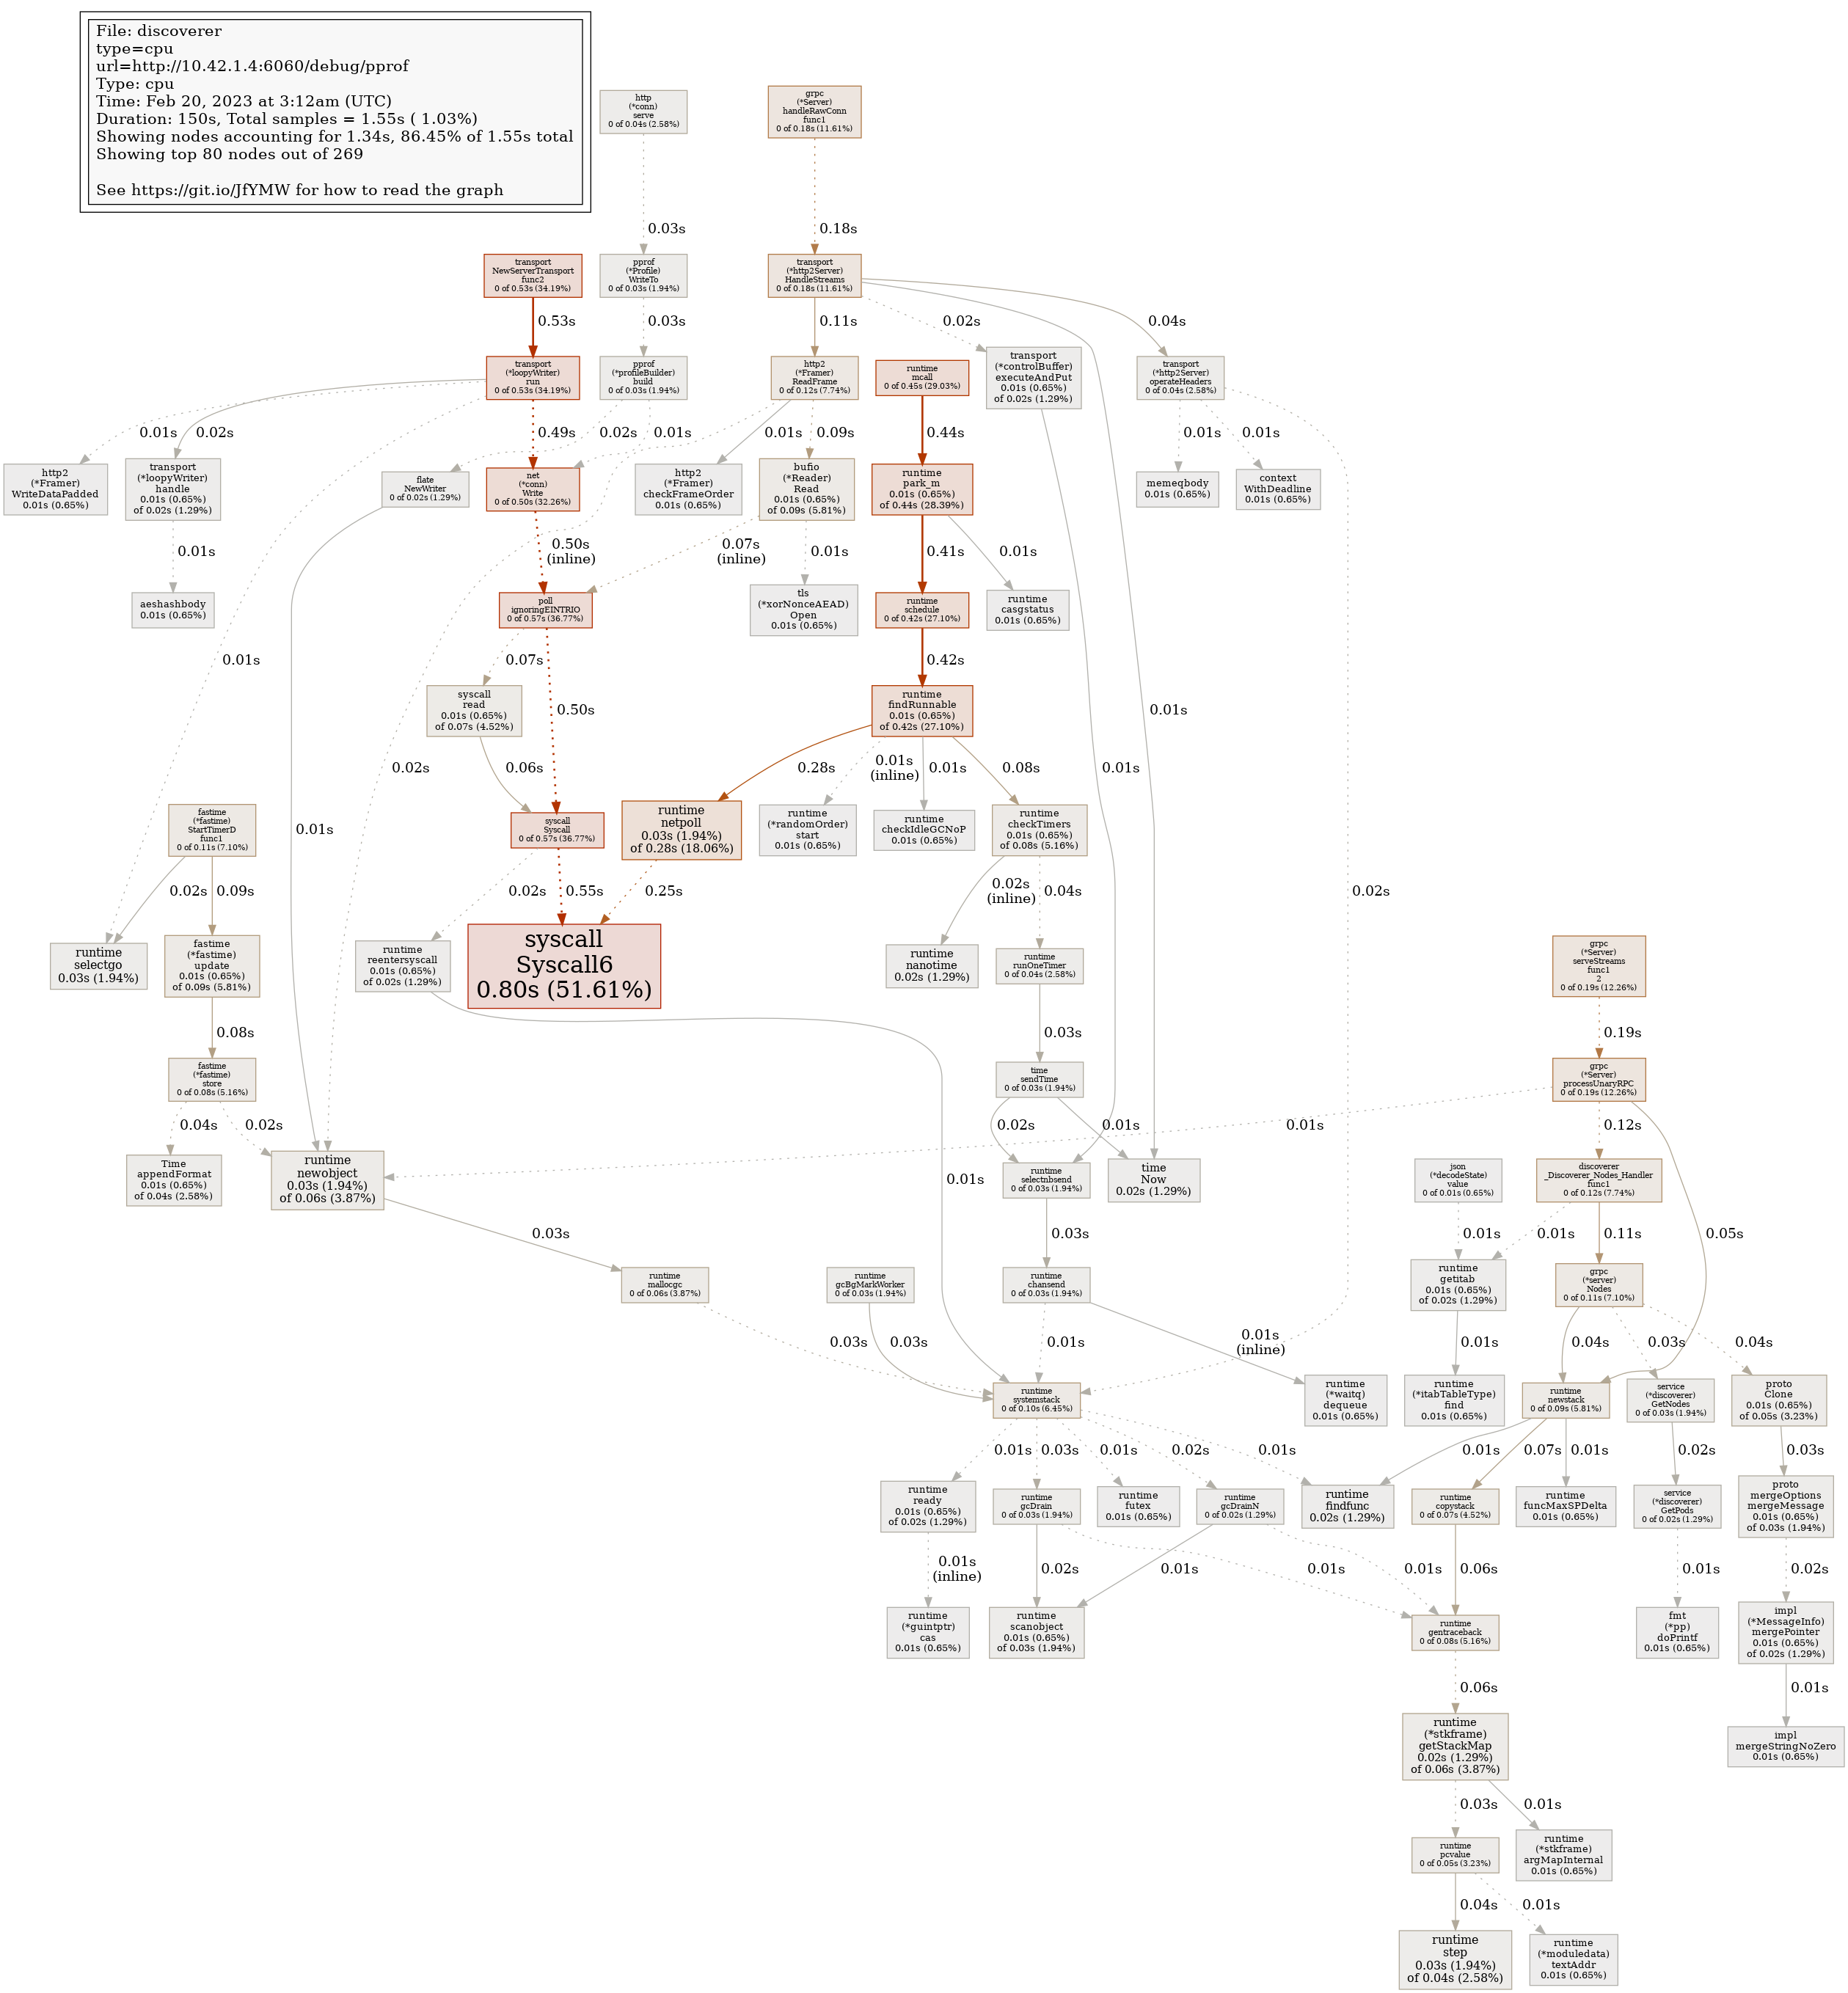 File: discoverer
type=cpu
url=http://10.42.1.4:6060/debug/pprof
Type: cpu
Time: Feb 20, 2023 at 3:12am (UTC)
Duration: 150s, Total samples = 1.55s ( 1.03%)
Showing nodes accounting for 1.34s, 86.45% of 1.55s total
Showing top 80 nodes out of 269
See https://git.io/JfYMW for how to read the graph
http
(*conn)
serve
0 of 0.04s (2.58%)
grpc
(*Server)
handleRawConn
func1
0 of 0.18s (11.61%)
0.03s
0.18s
transport
NewServerTransport
func2
0 of 0.53s (34.19%)
pprof
(*Profile)
WriteTo
0 of 0.03s (1.94%)
transport
(*http2Server)
HandleStreams
0 of 0.18s (11.61%)
0.53s
0.03s
0.11s
0.02s
0.04s
transport
(*loopyWriter)
run
0 of 0.53s (34.19%)
pprof
(*profileBuilder)
build
0 of 0.03s (1.94%)
http2
(*Framer)
ReadFrame
0 of 0.12s (7.74%)
runtime
mcall
0 of 0.45s (29.03%)
transport
(*controlBuffer)
executeAndPut
0.01s (0.65%)
of 0.02s (1.29%)
transport
(*http2Server)
operateHeaders
0 of 0.04s (2.58%)
0.01s
0.02s
0.49s
0.02s
0.01s
0.01s
0.09s
0.44s
0.01s
0.01s
http2
(*Framer)
WriteDataPadded
0.01s (0.65%)
transport
(*loopyWriter)
handle
0.01s (0.65%)
of 0.02s (1.29%)
flate
NewWriter
0 of 0.02s (1.29%)
net
(*conn)
Write
0 of 0.50s (32.26%)
http2
(*Framer)
checkFrameOrder
0.01s (0.65%)
bufio
(*Reader)
Read
0.01s (0.65%)
of 0.09s (5.81%)
runtime
park_m
0.01s (0.65%)
of 0.44s (28.39%)
memeqbody
0.01s (0.65%)
context
WithDeadline
0.01s (0.65%)
0.01s
0.50s
(inline)
0.07s
(inline)
0.01s
0.41s
0.01s
aeshashbody
0.01s (0.65%)
poll
ignoringEINTRIO
0 of 0.57s (36.77%)
tls
(*xorNonceAEAD)
Open
0.01s (0.65%)
runtime
schedule
0 of 0.42s (27.10%)
runtime
casgstatus
0.01s (0.65%)
0.01s
0.07s
0.50s
0.42s
0.01s
syscall
read
0.01s (0.65%)
of 0.07s (4.52%)
runtime
findRunnable
0.01s (0.65%)
of 0.42s (27.10%)
0.02s
0.06s
0.28s
0.01s
(inline)
0.01s
0.08s
0.01s
fastime
(*fastime)
StartTimerD
func1
0 of 0.11s (7.10%)
0.01s
syscall
Syscall
0 of 0.57s (36.77%)
runtime
netpoll
0.03s (1.94%)
of 0.28s (18.06%)
runtime
(*randomOrder)
start
0.01s (0.65%)
runtime
checkIdleGCNoP
0.01s (0.65%)
runtime
checkTimers
0.01s (0.65%)
of 0.08s (5.16%)
0.02s
0.09s
0.02s
0.55s
0.25s
0.02s
(inline)
0.04s
0.02s
runtime
selectgo
0.03s (1.94%)
fastime
(*fastime)
update
0.01s (0.65%)
of 0.09s (5.81%)
runtime
reentersyscall
0.01s (0.65%)
of 0.02s (1.29%)
syscall
Syscall6
0.80s (51.61%)
runtime
nanotime
0.02s (1.29%)
runtime
runOneTimer
0 of 0.04s (2.58%)
grpc
(*Server)
serveStreams
func1
2
0 of 0.19s (12.26%)
0.08s
0.03s
0.19s
fastime
(*fastime)
store
0 of 0.08s (5.16%)
time
sendTime
0 of 0.03s (1.94%)
grpc
(*Server)
processUnaryRPC
0 of 0.19s (12.26%)
0.04s
0.02s
0.02s
0.01s
0.01s
0.12s
Time
appendFormat
0.01s (0.65%)
of 0.04s (2.58%)
runtime
newobject
0.03s (1.94%)
of 0.06s (3.87%)
0.01s
runtime
selectnbsend
0 of 0.03s (1.94%)
time
Now
0.02s (1.29%)
json
(*decodeState)
value
0 of 0.01s (0.65%)
discoverer
_Discoverer_Nodes_Handler
func1
0 of 0.12s (7.74%)
0.03s
0.03s
0.01s
0.01s
0.11s
0.05s
runtime
mallocgc
0 of 0.06s (3.87%)
runtime
gcBgMarkWorker
0 of 0.03s (1.94%)
runtime
chansend
0 of 0.03s (1.94%)
runtime
getitab
0.01s (0.65%)
of 0.02s (1.29%)
grpc
(*server)
Nodes
0 of 0.11s (7.10%)
0.03s
0.03s
0.01s
0.01s
(inline)
0.01s
0.04s
0.03s
0.04s
runtime
systemstack
0 of 0.10s (6.45%)
runtime
(*waitq)
dequeue
0.01s (0.65%)
runtime
(*itabTableType)
find
0.01s (0.65%)
runtime
newstack
0 of 0.09s (5.81%)
service
(*discoverer)
GetNodes
0 of 0.03s (1.94%)
proto
Clone
0.01s (0.65%)
of 0.05s (3.23%)
0.01s
0.03s
0.01s
0.02s
0.01s
0.01s
0.07s
0.01s
0.02s
0.03s
runtime
ready
0.01s (0.65%)
of 0.02s (1.29%)
runtime
gcDrain
0 of 0.03s (1.94%)
runtime
futex
0.01s (0.65%)
runtime
gcDrainN
0 of 0.02s (1.29%)
runtime
findfunc
0.02s (1.29%)
runtime
copystack
0 of 0.07s (4.52%)
runtime
funcMaxSPDelta
0.01s (0.65%)
service
(*discoverer)
GetPods
0 of 0.02s (1.29%)
proto
mergeOptions
mergeMessage
0.01s (0.65%)
of 0.03s (1.94%)
0.01s
(inline)
0.02s
0.01s
0.01s
0.01s
0.06s
0.01s
0.02s
runtime
(*guintptr)
cas
0.01s (0.65%)
runtime
scanobject
0.01s (0.65%)
of 0.03s (1.94%)
runtime
gentraceback
0 of 0.08s (5.16%)
fmt
(*pp)
doPrintf
0.01s (0.65%)
impl
(*MessageInfo)
mergePointer
0.01s (0.65%)
of 0.02s (1.29%)
0.06s
0.01s
runtime
(*stkframe)
getStackMap
0.02s (1.29%)
of 0.06s (3.87%)
impl
mergeStringNoZero
0.01s (0.65%)
0.03s
0.01s
runtime
pcvalue
0 of 0.05s (3.23%)
runtime
(*stkframe)
argMapInternal
0.01s (0.65%)
0.04s
0.01s
runtime
step
0.03s (1.94%)
of 0.04s (2.58%)
runtime
(*moduledata)
textAddr
0.01s (0.65%)